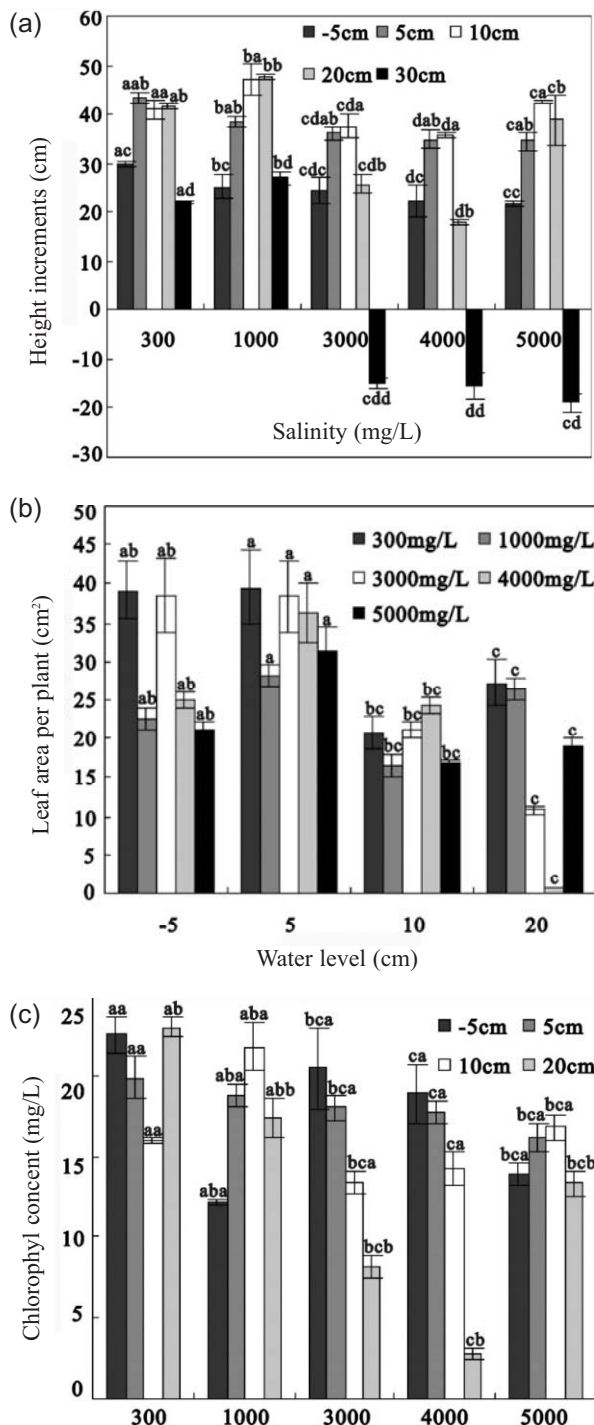 (a)
-5cm 5cm 10cm
20cm 30cm
60
50
40
30
20
10
0
-10
-20
-30
Height increments (cm)
ac aab aa ab ad
bc bab ba bb bd
cdc cdab cda cdb cdd
dc dab da db dd
cc cab ca cb cd
300 1000 3000 4000 5000
Salinity (mg/L)
(b)
50
45
40
35
30
25
20
15
10
5
0
Leaf area per plant (cm²)
300mg/L 1000mg/L
3000mg/L 4000mg/L
5000mg/L
ab ab ab ab ab
a a a a a
bc bc bc bc bc
c c c c c
-5 5 10 20
Water level (cm)
(c)
25
20
15
10
5
0
Chlorophyl concent (mg/L)
-5cm 5cm
10cm 20cm
aa aa aa ab
aba aba aba abb
bca bca bca bcb
ca ca ca cb
bca bca bca bcb
300 1000 3000 4000 5000